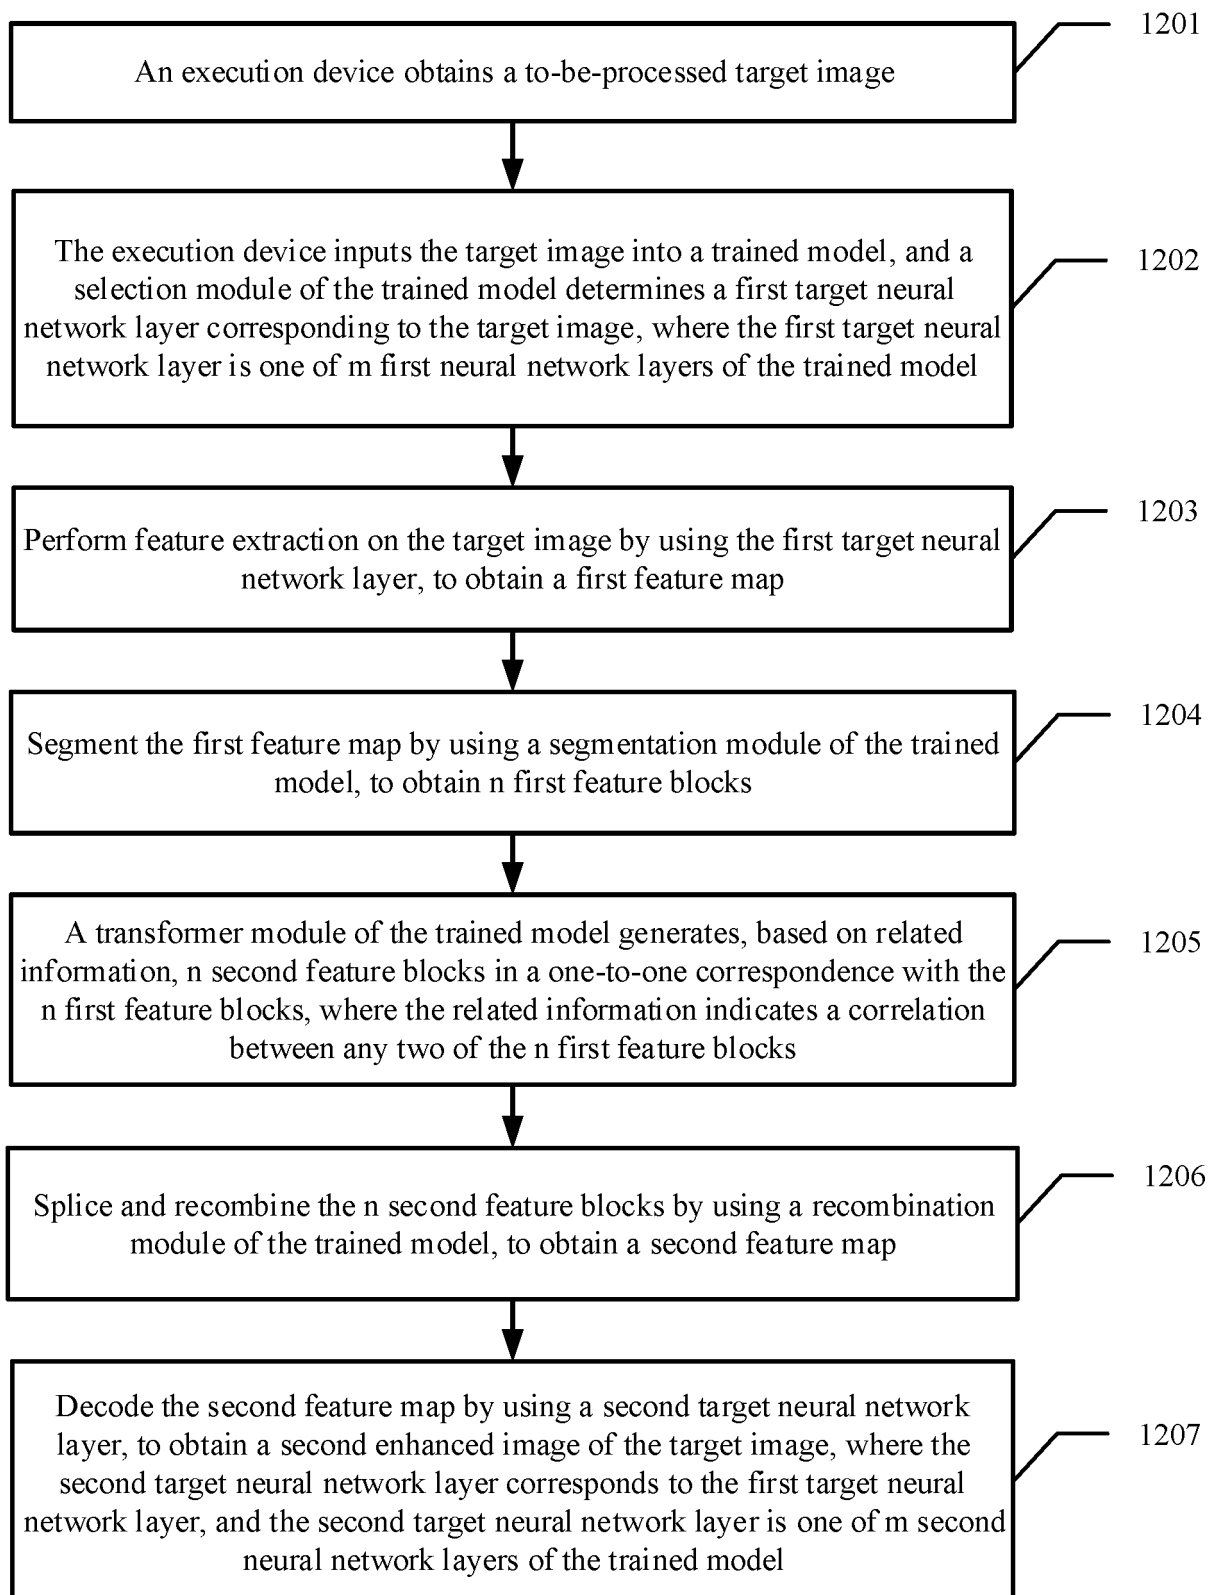 1201
An execution device obtains a to-be-processed target image
The execution device inputs the target image into a trained model, and a
selection module of the trained model determines a first target neural
network layer corresponding to the target image, where the first target neural
network layer is one of m first neural network layers of the trained model
1202
Perform feature extraction on the target image by using the first target neural
network layer, to obtain a first feature map
1203
Segment the first feature map by using a segmentation module of the trained
model, to obtain n first feature blocks
1204
A transformer module of the trained model generates, based on related
information, n second feature blocks in a one-to-one correspondence with the
n first feature blocks, where the related information indicates a correlation
between any two of the n first feature blocks
1205
Splice and recombine the n second feature blocks by using a recombination
module of the trained model, to obtain a second feature map
1206
Decode the second feature map by using a second target neural network
layer, to obtain a second enhanced image of the target image, where the
second target neural network layer corresponds to the first target neural
network layer, and the second target neural network layer is one of m second
neural network layers of the trained model
1207